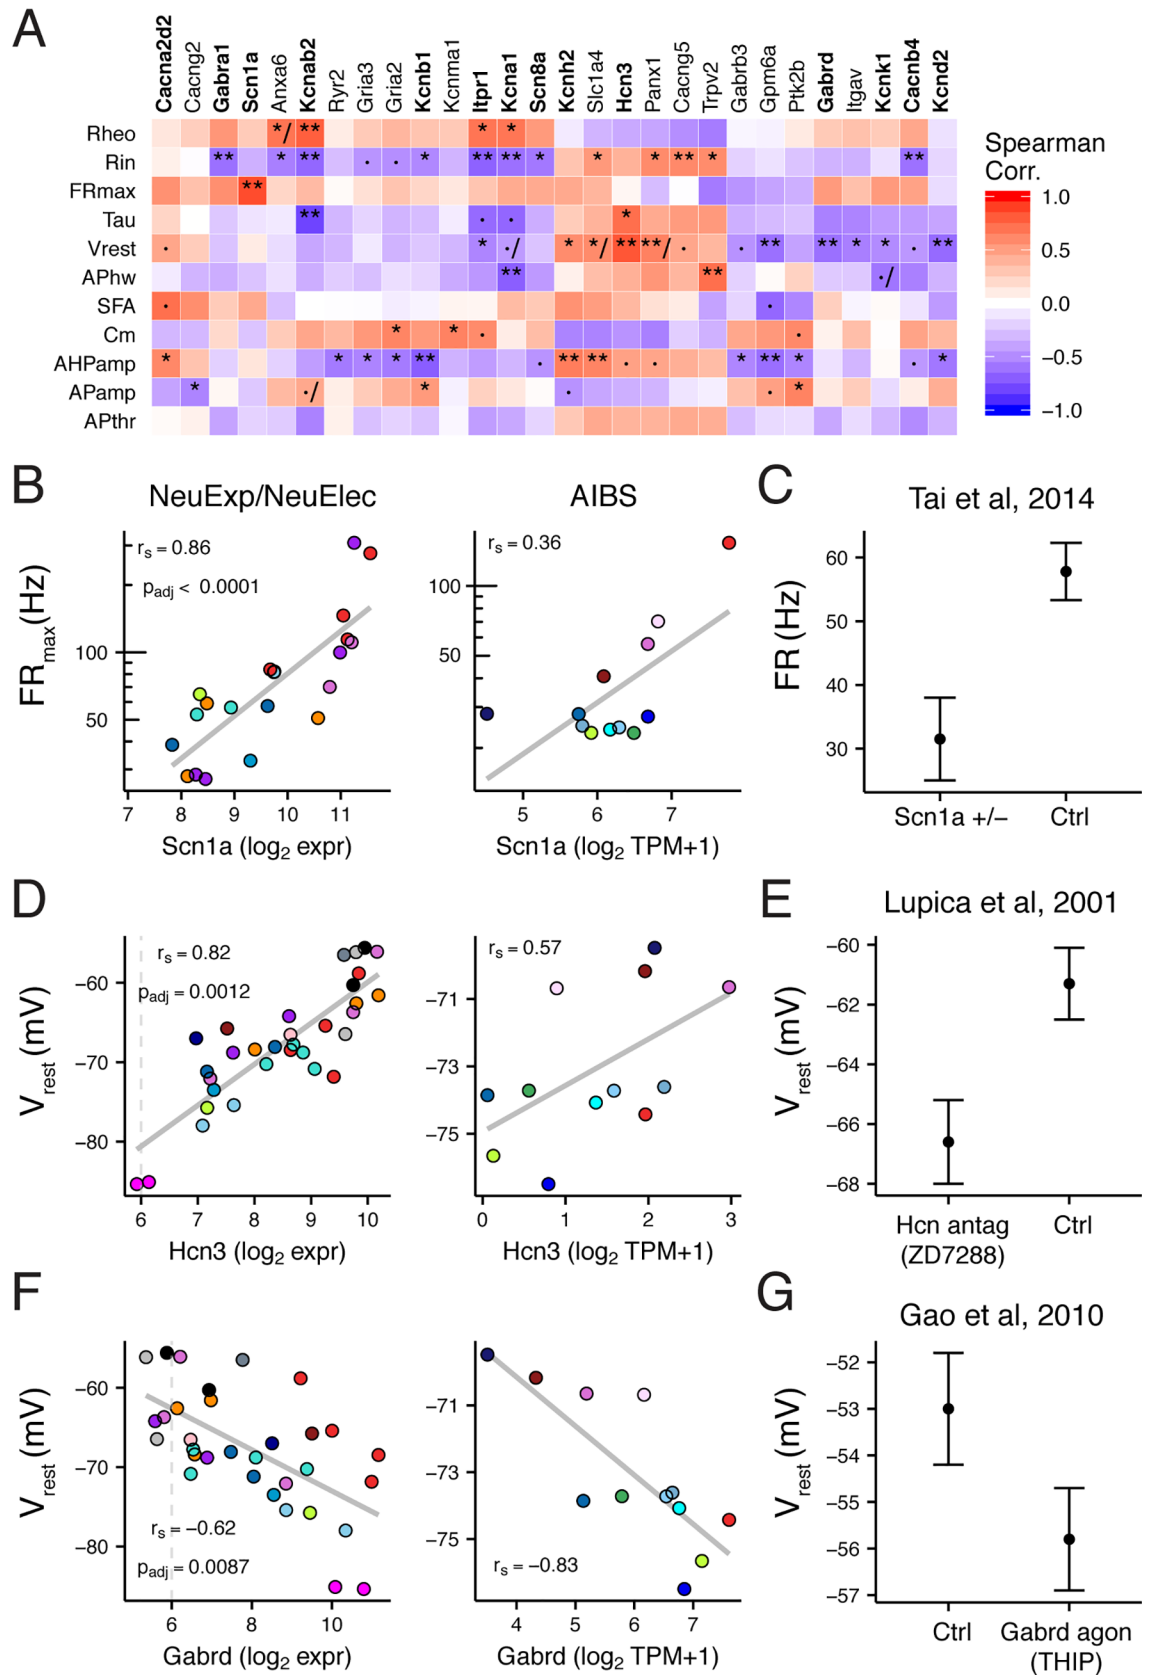 A
Cacna2d2 Cacng2 Gabra1 Scn1a Anxa6 Kcnab2 Ryr2 Gria3 Gria2 Kcnb1 Kcnma1 Itpr1 Kcna1 Scn8a Kcnh2 Slc1a4 Hcn3 Panx1 Cacng5 Trpv2 Gabrb3 Gpm6a Ptk2b Gabrd Itgav Kcnk1 Cacnb4 Kcnd2
Rheo */ ** * *
Rin ** * ** · · * ** ** * * * ** * **
FRmax **
Tau ** · · *
Vrest · * ·/ * */ ** **/ · · ** ** * * · **
APhw ** ** ·/
SFA · ·
Cm * * · ·
AHPamp * * * * ** · ** ** · · * ** * · *
APamp * ·/ * · · *
APthr
Spearman
Corr.
1.0
0.5
0.0
−0.5
−1.0
B
NeuExp/NeuElec
FRmax(Hz)
rs = 0.86
padj < 0.0001
100
50
7 8 9 10 11
Scn1a (log2 expr)
AIBS
rs = 0.36
100
50
5 6 7
Scn1a (log2 TPM+1)
C
Tai et al, 2014
FR (Hz)
60
50
40
30
Scn1a +/− Ctrl
D
Vrest (mV)
rs = 0.82
padj = 0.0012
−60
−70
−80
6 7 8 9 10
Hcn3 (log2 expr)
rs = 0.57
−71
−73
−75
0 1 2 3
Hcn3 (log2 TPM+1)
E
Lupica et al, 2001
Vrest (mV)
−60
−62
−64
−66
−68
Hcn antag Ctrl
(ZD7288)
F
Vrest (mV)
−60
−70
−80
rs = −0.62
padj = 0.0087
6 8 10
Gabrd (log2 expr)
−71
−73
−75
rs = −0.83
4 5 6 7
Gabrd (log2 TPM+1)
G
Gao et al, 2010
Vrest (mV)
−52
−53
−54
−55
−56
−57
Ctrl Gabrd agon
(THIP)